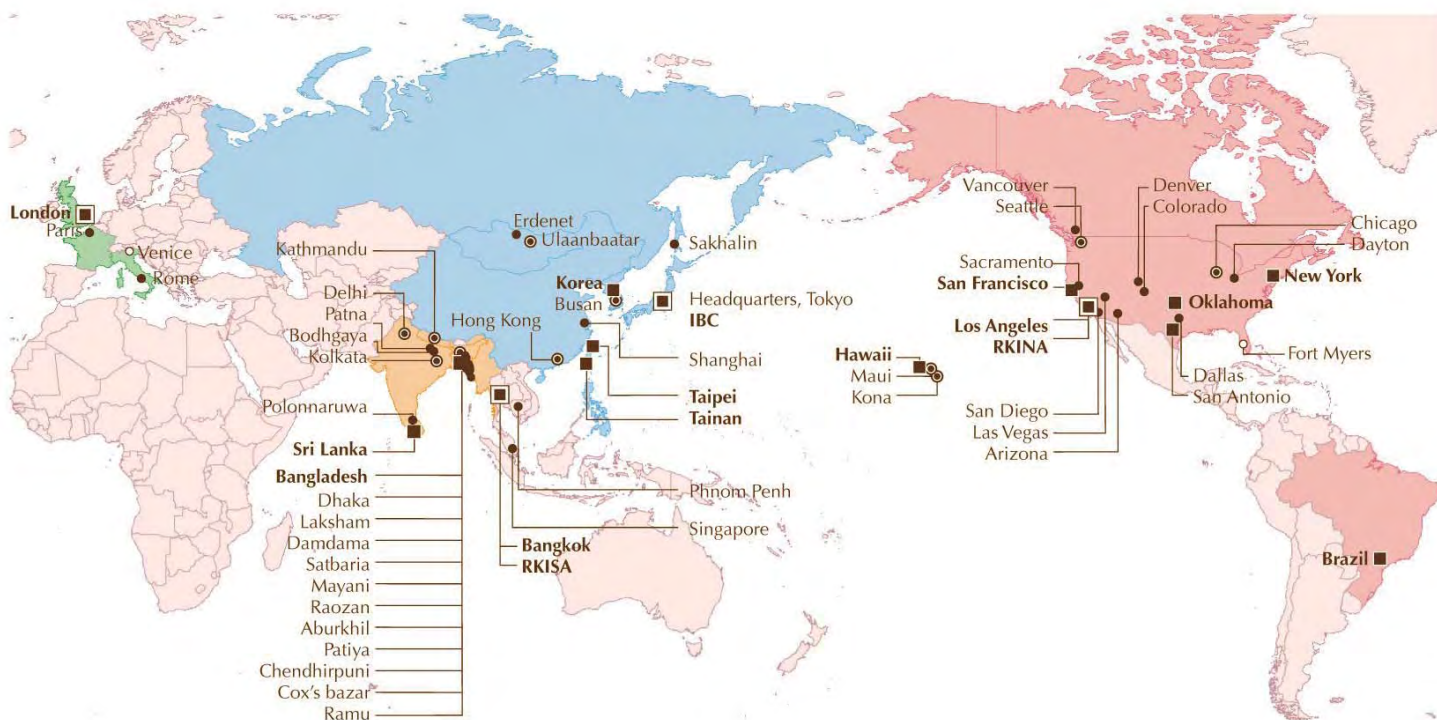 London
Paris
Venice
Rome
Kathmandu
Delhi
Patna
Bodhgaya
Kolkata
Polonnaruwa
Sri Lanka
Bangladesh
Dhaka
Laksham
Damdama
Satbaria
Mayani
Raozan
Aburkhil
Patiya
Chendhirpuni
Cox's bazar
Ramu
Erdenet
Ulaanbaatar
Sakhalin
Korea
Busan
Headquarters, Tokyo
IBC
Hong Kong
Shanghai
Taipei
Tainan
Phnom Penh
Singapore
Bangkok
RKISA
Hawaii
Maui
Kona
Vancouver
Seattle
Denver
Colorado
Chicago
Dayton
Sacramento
San Francisco
New York
Oklahoma
Los Angeles
RKINA
Fort Myers
Dallas
San Antonio
San Diego
Las Vegas
Arizona
Brazil